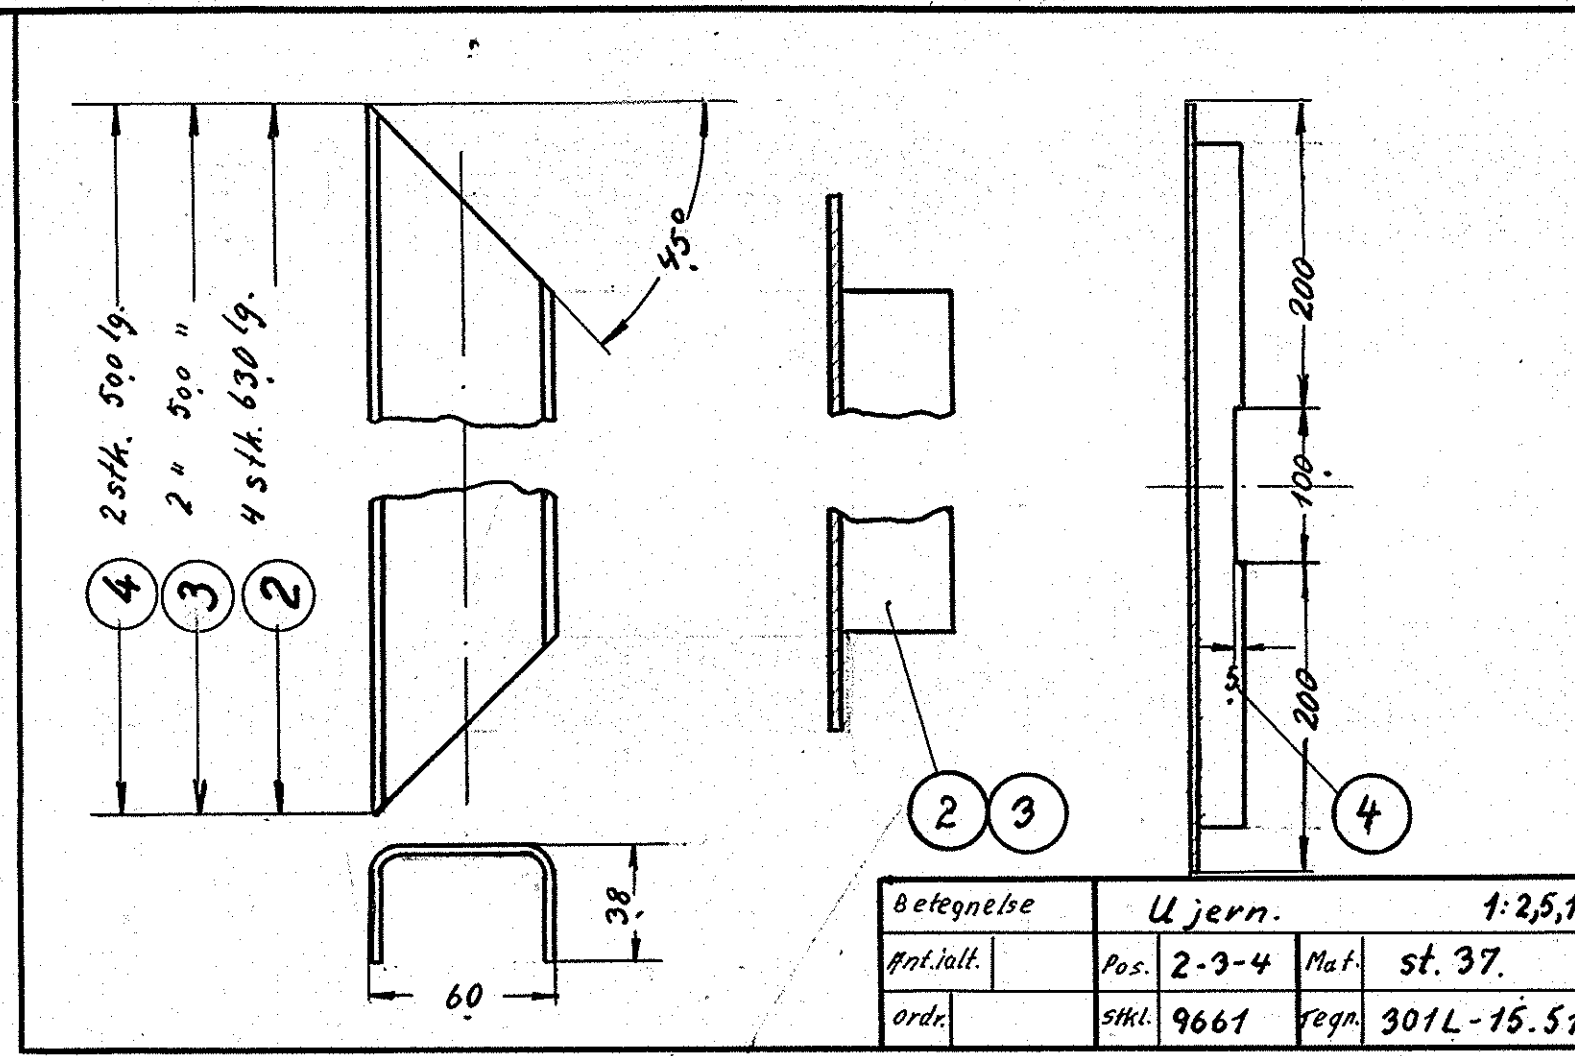 2 stk. 500 lg.
2 " 500 "
4 stk. 630 lg.
4
3
2
45°
38
60
2
3
200
100
200
5
4
Betegnelse
U jern.
1:2,5,1
Ant.ialt.
Pos. 2-3-4
Mat. st. 37.
ordr.
stkl. 9661
Tegn. 301L-15.51